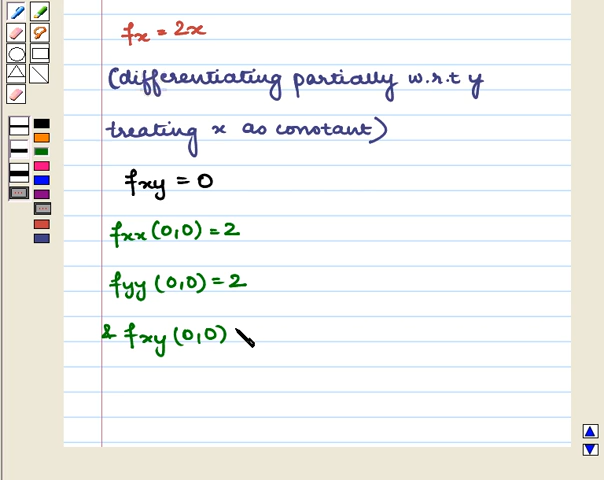 fx = 2x
(differentiating partially w.r.t y
treating x as constant)
fxy = 0
fxx (0,0) = 2
fyy (0,0) = 2
& fxy (0,0)